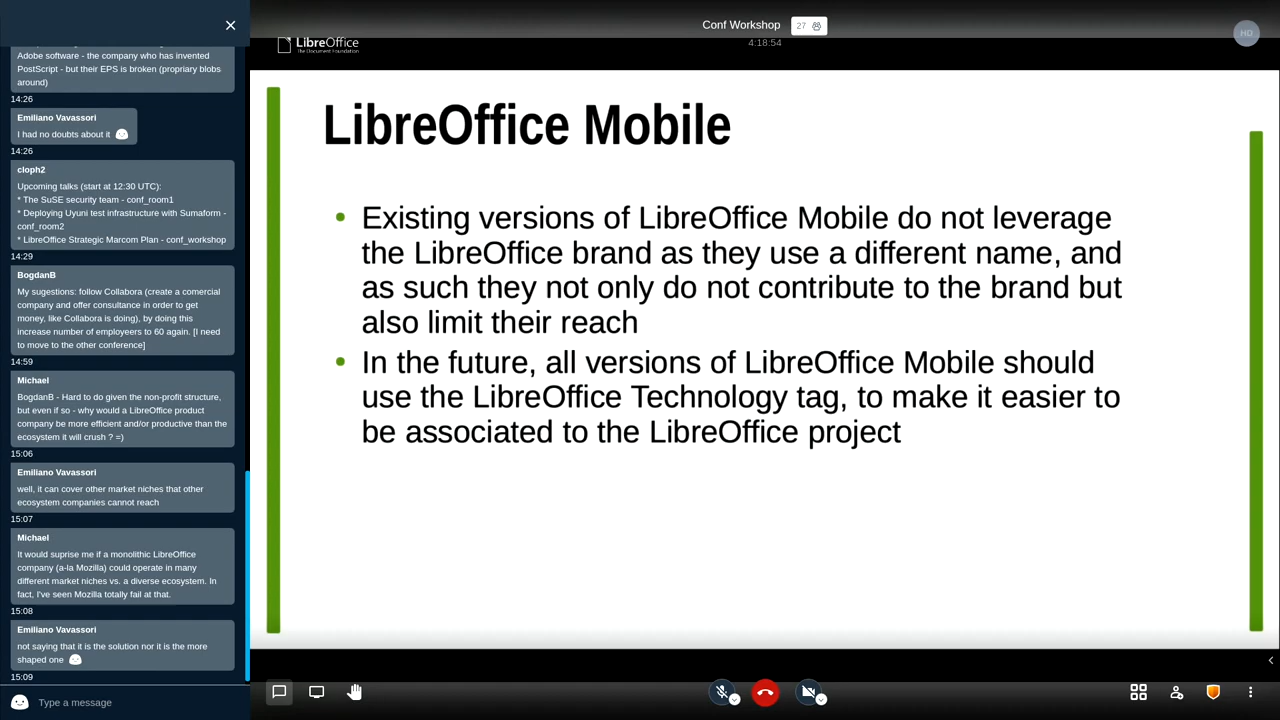 Adobe software - the company who has invented
PostScript - but their EPS is broken (propriary blobs
around)
14:26
Emiliano Vavassori
I had no doubts about it
14:26
cloph2
Upcoming talks (start at 12:30 UTC):
* The SuSE security team - conf_room1
* Deploying Uyuni test infrastructure with Sumaform -
conf_room2
* LibreOffice Strategic Marcom Plan - conf_workshop
14:29
BogdanB
My sugestions: follow Collabora (create a comercial
company and offer consultance in order to get
money, like Collabora is doing), by doing this
increase number of employeers to 60 again. [I need
to move to the other conference]
14:59
Michael
BogdanB - Hard to do given the non-profit structure,
but even if so - why would a LibreOffice product
company be more efficient and/or productive than the
ecosystem it will crush ? =)
15:06
Emiliano Vavassori
well, it can cover other market niches that other
ecosystem companies cannot reach
15:07
Michael
It would suprise me if a monolithic LibreOffice
company (a-la Mozilla) could operate in many
different market niches vs. a diverse ecosystem. In
fact, I've seen Mozilla totally fail at that.
15:08
Emiliano Vavassori
not saying that it is the solution nor it is the more
shaped one
15:09
Type a message
Conf Workshop 27
4:18:54
HD
LibreOffice
The Document Foundation
LibreOffice Mobile
• Existing versions of LibreOffice Mobile do not leverage
the LibreOffice brand as they use a different name, and
as such they not only do not contribute to the brand but
also limit their reach
• In the future, all versions of LibreOffice Mobile should
use the LibreOffice Technology tag, to make it easier to
be associated to the LibreOffice project